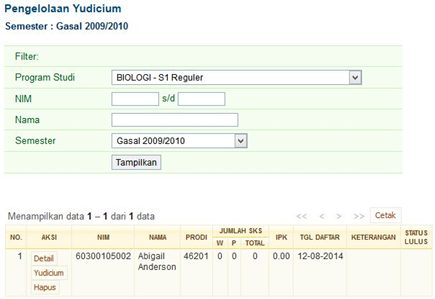 Pengelolaan Yudicium
Semester : Gasal 2009/2010
Filter:
Program Studi BIOLOGI - S1 Reguler
NIM s/d
Nama
Semester Gasal 2009/2010
Tampilkan
Menampilkan data 1 – 1 dari 1 data << < > >> Cetak
NO. AKSI NIM NAMA PRODI JUMLAH SKS IPK TGL DAFTAR KETERANGAN STATUS LULUS
W P TOTAL
1 Detail 60300105002 Abigail 46201 0 0 0 0.00 12-08-2014
Yudicium Anderson
Hapus